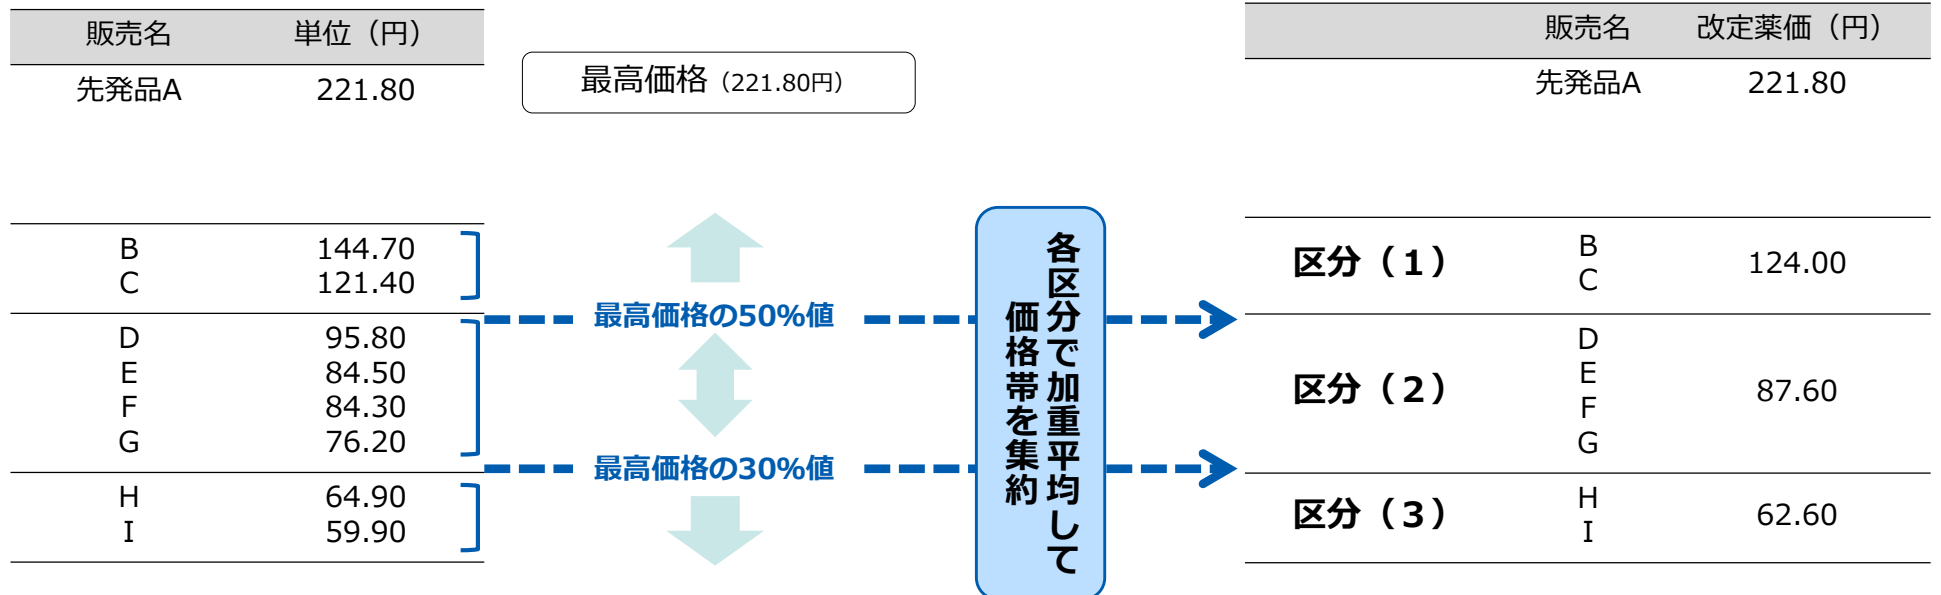 販売名 単位（円）
先発品A 221.80
B 144.70
C 121.40
D 95.80
E 84.50
F 84.30
G 76.20
H 64.90
I 59.90
最高価格（221.80円）
最高価格の50%値
最高価格の30%値
各区分で加重平均して
価格帯を集約
販売名 改定薬価（円）
先発品A 221.80
区分（1） B C 124.00
区分（2） D E F G 87.60
区分（3） H I 62.60